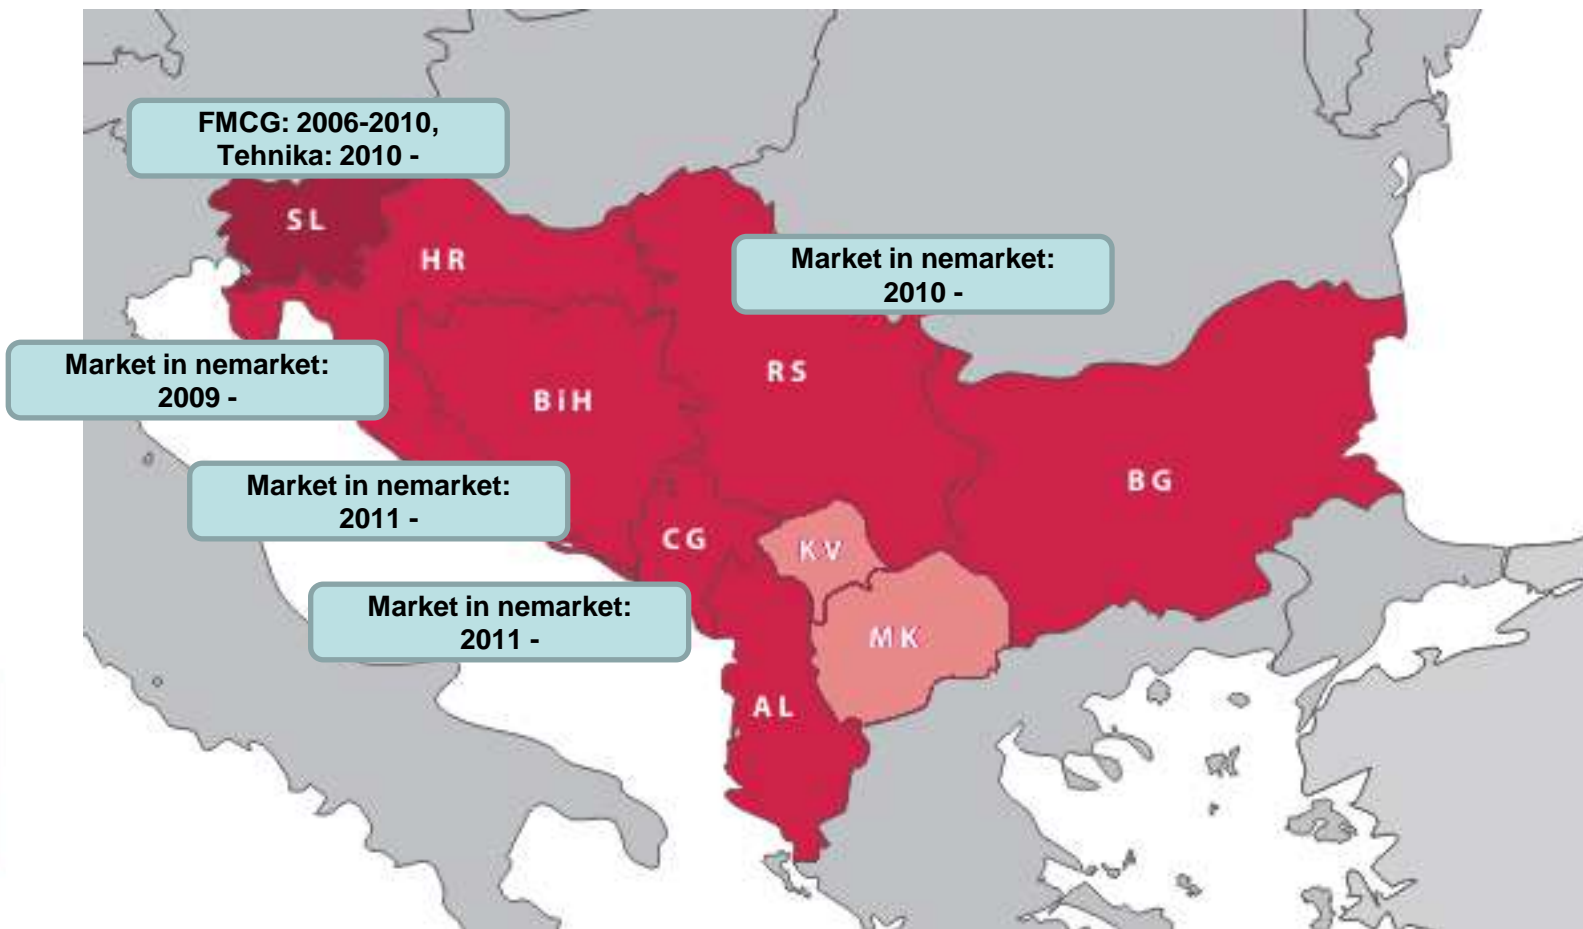 FMCG: 2006-2010,
Tehnika: 2010 -
SL
HR
Market in nemarket:
2010 -
Market in nemarket:
2009 -
RS
BiH
Market in nemarket:
2011 -
BG
CG
KV
Market in nemarket:
2011 -
MK
AL